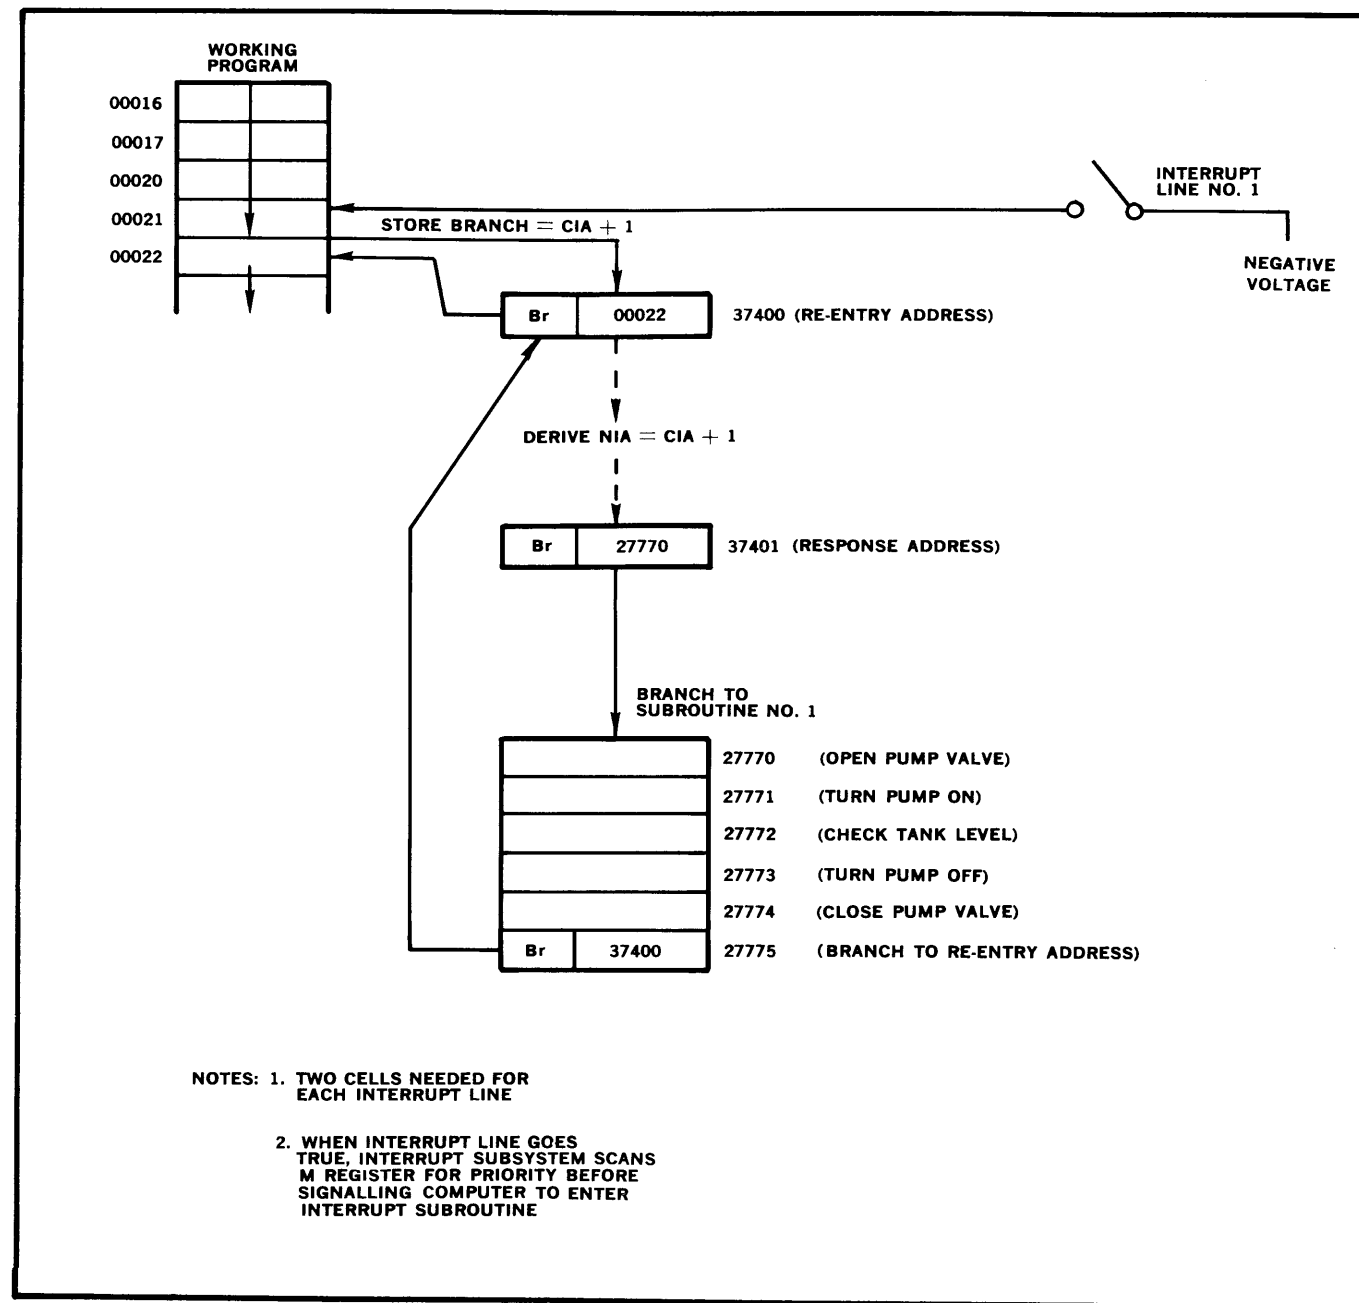 WORKING
PROGRAM
00016
00017
00020
00021
00022
INTERRUPT
LINE NO. 1
NEGATIVE
VOLTAGE
STORE BRANCH = CIA + 1
Br 00022 37400 (RE-ENTRY ADDRESS)
DERIVE NIA = CIA + 1
Br 27770 37401 (RESPONSE ADDRESS)
BRANCH TO
SUBROUTINE NO. 1
27770 (OPEN PUMP VALVE)
27771 (TURN PUMP ON)
27772 (CHECK TANK LEVEL)
27773 (TURN PUMP OFF)
27774 (CLOSE PUMP VALVE)
Br 37400 27775 (BRANCH TO RE-ENTRY ADDRESS)
NOTES: 1. TWO CELLS NEEDED FOR
EACH INTERRUPT LINE
2. WHEN INTERRUPT LINE GOES
TRUE, INTERRUPT SUBSYSTEM SCANS
M REGISTER FOR PRIORITY BEFORE
SIGNALLING COMPUTER TO ENTER
INTERRUPT SUBROUTINE